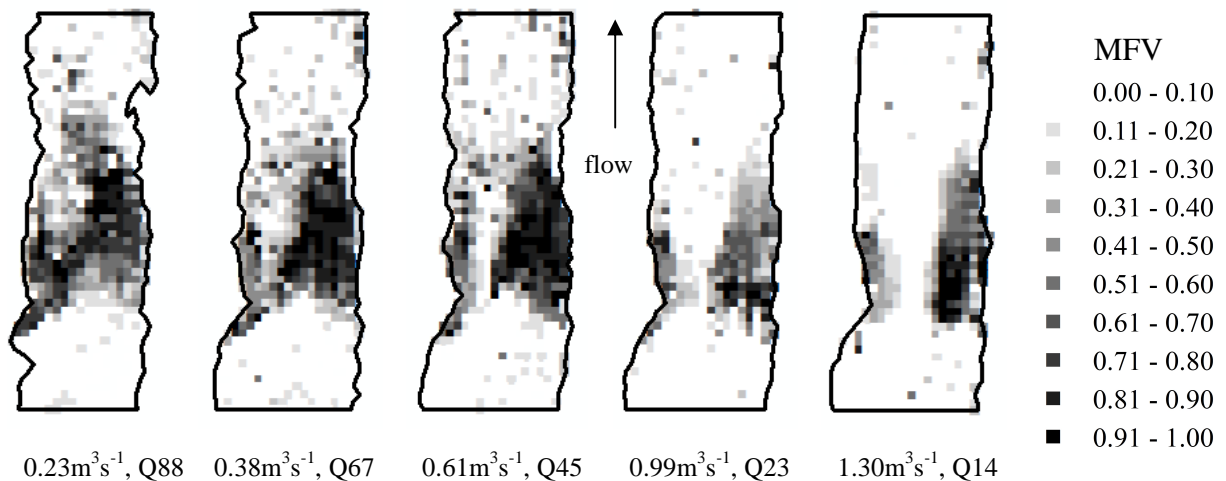 flow
MFV
0.00 - 0.10
0.11 - 0.20
0.21 - 0.30
0.31 - 0.40
0.41 - 0.50
0.51 - 0.60
0.61 - 0.70
0.71 - 0.80
0.81 - 0.90
0.91 - 1.00
0.23m³s⁻¹, Q88
0.38m³s⁻¹, Q67
0.61m³s⁻¹, Q45
0.99m³s⁻¹, Q23
1.30m³s⁻¹, Q14